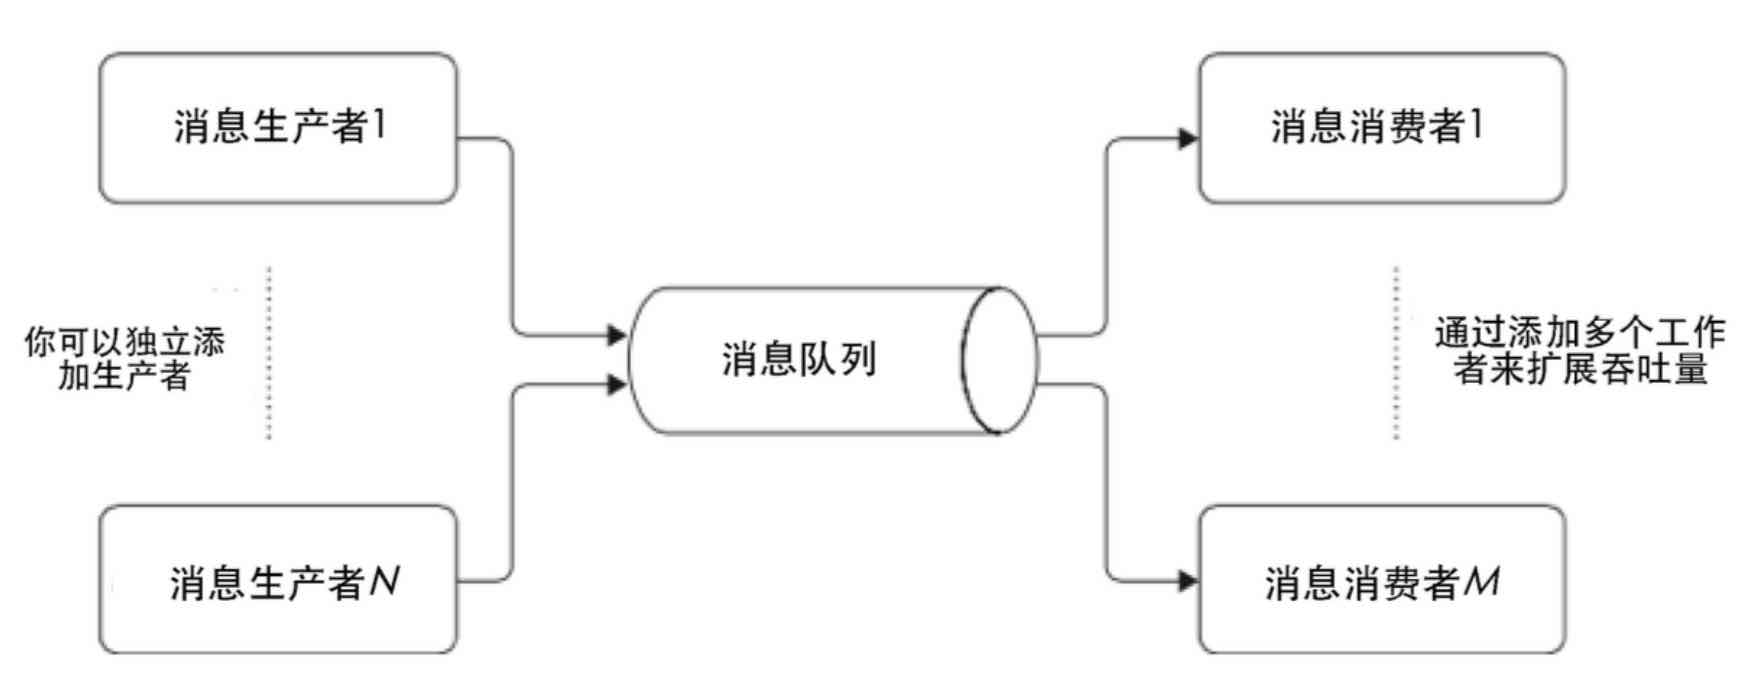 消息生产者1
消息消费者1
你可以独立添
加生产者
消息队列
通过添加多个工作
者来扩展吞吐量
消息生产者N
消息消费者M